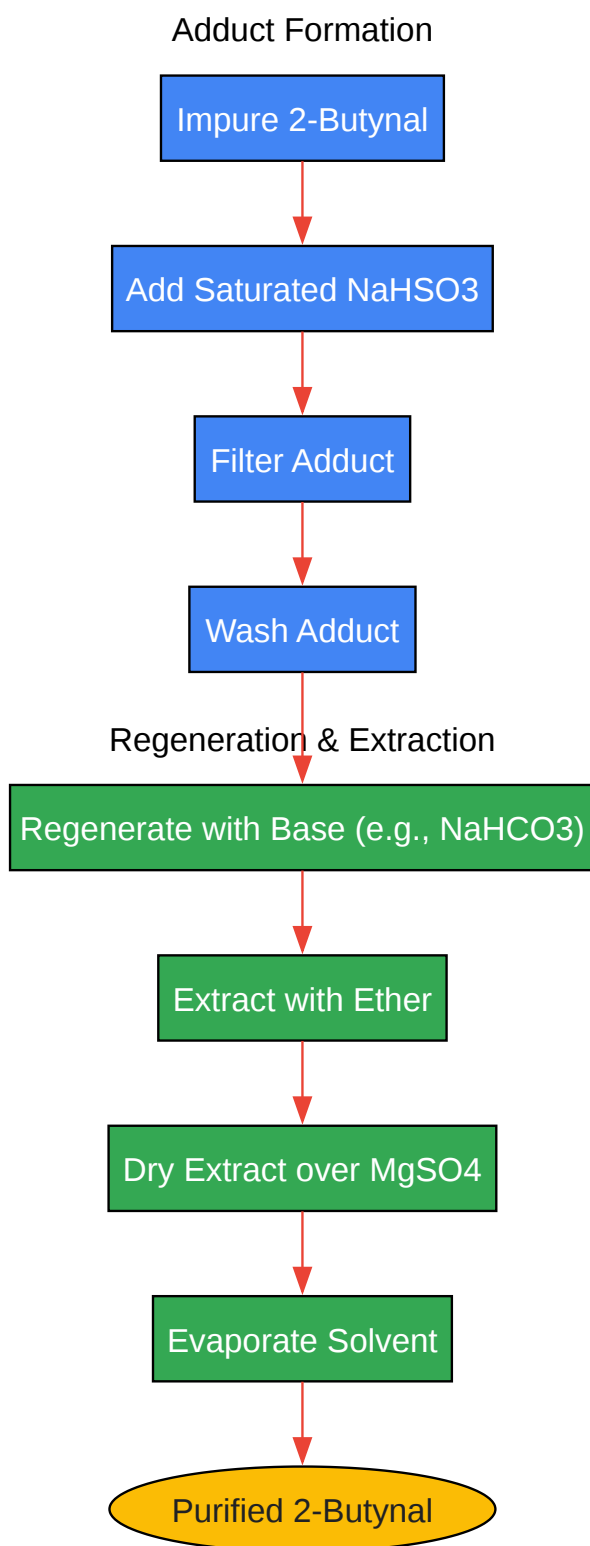 Adduct Formation
Impure 2-Butynal
Add Saturated NaHSO3
Filter Adduct
Wash Adduct
Regeneration & Extraction
Regenerate with Base (e.g., NaHCO3)
Extract with Ether
Dry Extract over MgSO4
Evaporate Solvent
Purified 2-Butynal